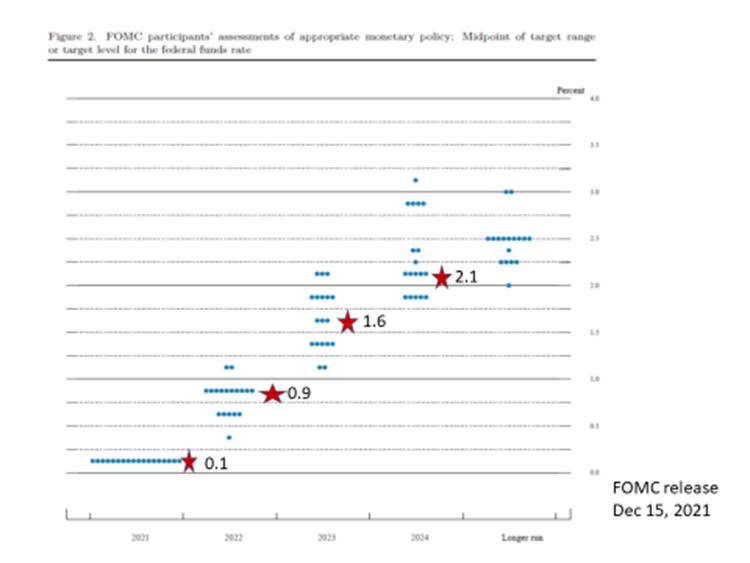 Figure 2. FOMC participants' assessments of appropriate monetary policy: Midpoint of target range
or target level for the federal funds rate
Percent
4.0
3.5
3.0
2.5
2.1
2.0
1.6
1.5
1.0
0.9
0.5
0.1
0.0
FOMC release
Dec 15, 2021
2021 2022 2023 2024 Longer run